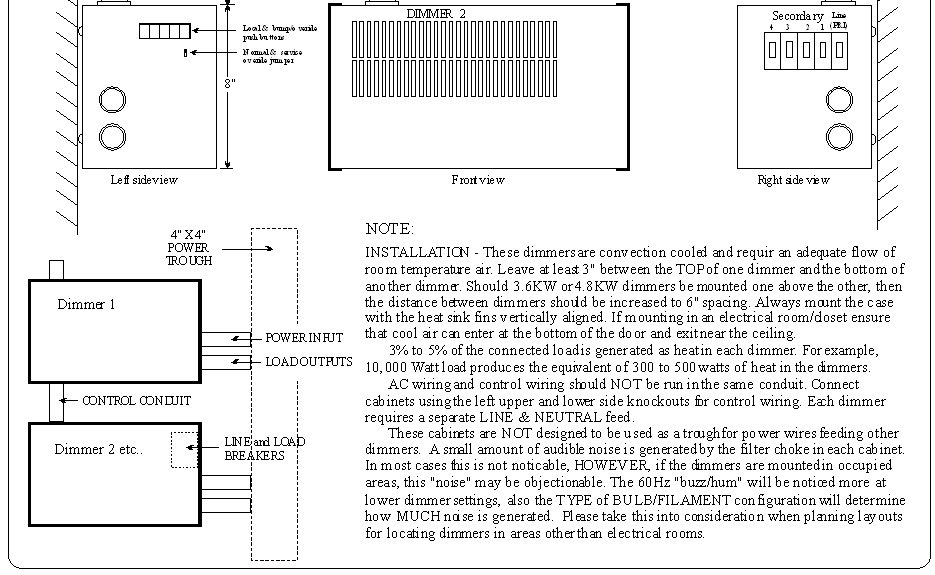 DIMMER 2
Local & bump/overide
push buttons
Normal & service
overide jumper
8"
Secondary
Line
(PRI)
4 3 2 1
Left side view
Front view
Right side view
4" X 4"
POWER
TROUGH
Dimmer 1
POWER INPUT
LOAD OUTPUTS
CONTROL CONDUIT
Dimmer 2 etc..
LINE and LOAD
BREAKERS
NOTE:
INSTALLATION - These dimmers are convection cooled and requir an adequate flow of
room temperature air. Leave at least 3" between the TOP of one dimmer and the bottom of
another dimmer. Should 3.6KW or 4.8KW dimmers be mounted one above the other, then
the distance between dimmers should be increased to 6" spacing. Always mount the case
with the heat sink fins vertically aligned. If mounting in an electrical room/closet ensure
that cool air can enter at the bottom of the door and exit near the ceiling.
3% to 5% of the connected load is generated as heat in each dimmer. For example,
10,000 Watt load produces the equivalent of 300 to 500 watts of heat in the dimmers.
AC wiring and control wiring should NOT be run in the same conduit. Connect
cabinets using the left upper and lower side knockouts for control wiring. Each dimmer
requires a separate LINE & NEUTRAL feed.
These cabinets are NOT designed to be used as a trough for power wires feeding other
dimmers. A small amount of audible noise is generated by the filter choke in each cabinet.
In most cases this is not noticable, HOWEVER, if the dimmers are mounted in occupied
areas, this "noise" may be objectionable. The 60Hz "buzz/hum" will be noticed more at
lower dimmer settings, also the TYPE of BULB/FILAMENT configuration will determine
how MUCH noise is generated. Please take this into consideration when planning layouts
for locating dimmers in areas other than electrical rooms.